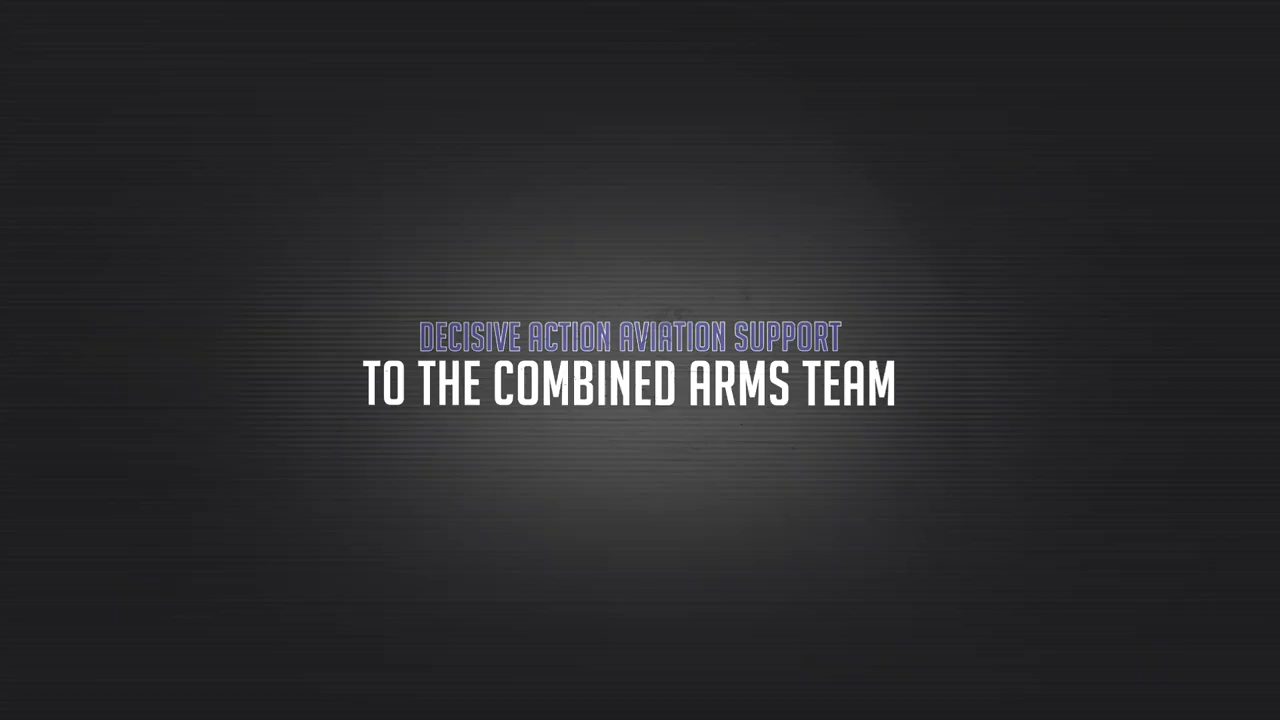 DECISIVE ACTION AVIATION SUPPORT
TO THE COMBINED ARMS TEAM